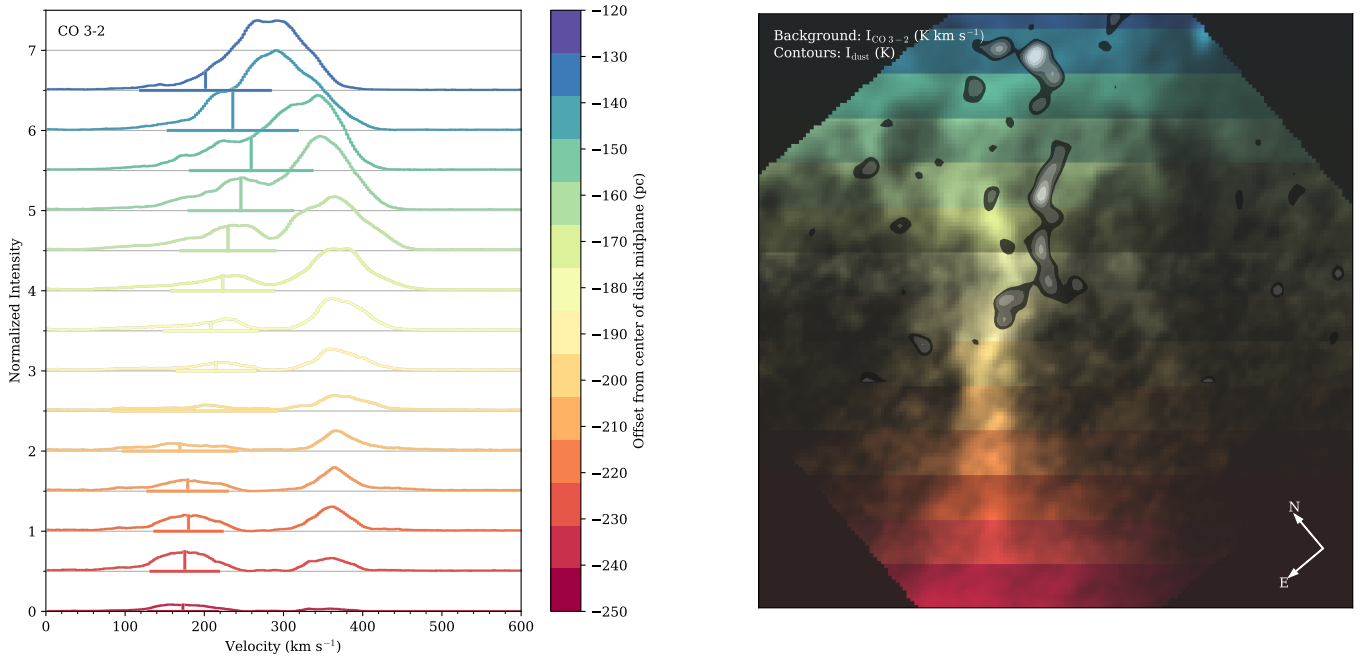 CO 3-2
Normalized Intensity
7
6
5
4
3
2
1
0
0 100 200 300 400 500 600
Velocity (km s⁻¹)
−120
−130
−140
−150
−160
−170
−180
−190
−200
−210
−220
−230
−240
−250
Offset from center of disk midplane (pc)
Background: I_CO 3−2 (K km s⁻¹)
Contours: I_dust (K)
N
E